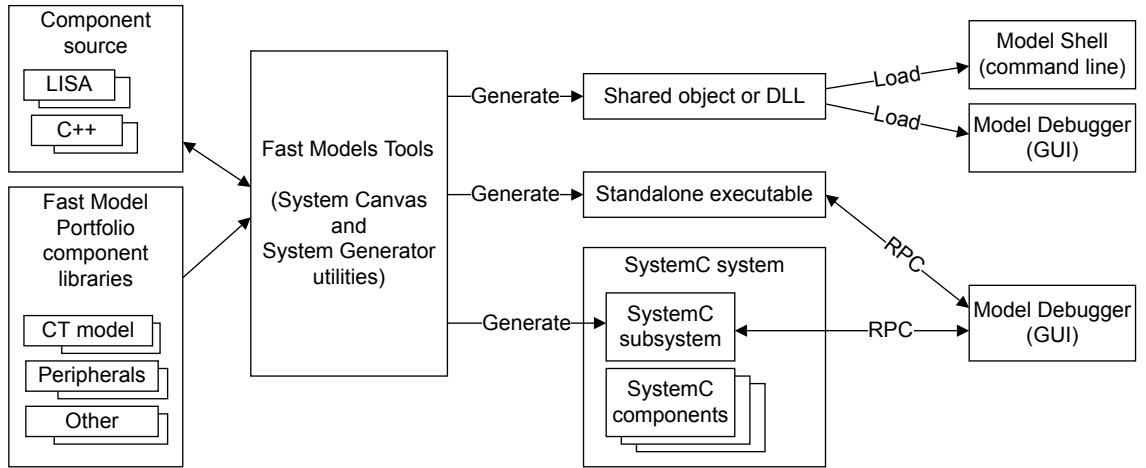 Component
source
LISA
C++
Fast Model
Portfolio
component
libraries
CT model
Peripherals
Other
Fast Models Tools
(System Canvas
and
System Generator
utilities)
Generate
Shared object or DLL
Load
Model Shell
(command line)
Load
Model Debugger
(GUI)
Generate
Standalone executable
RPC
SystemC system
Generate
SystemC
subsystem
RPC
Model Debugger
(GUI)
SystemC
components